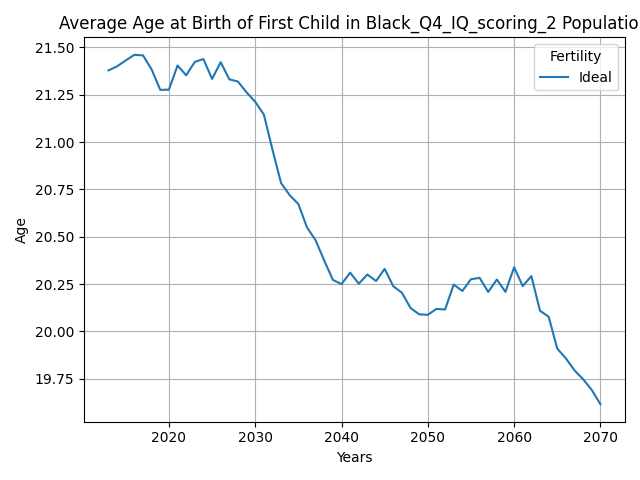 Average Age at Birth of First Child in Black_Q4_IQ_scoring_2 Populatio
Fertility
Ideal
21.50
21.25
21.00
20.75
20.50
20.25
20.00
19.75
Age
2020 2030 2040 2050 2060 2070
Years